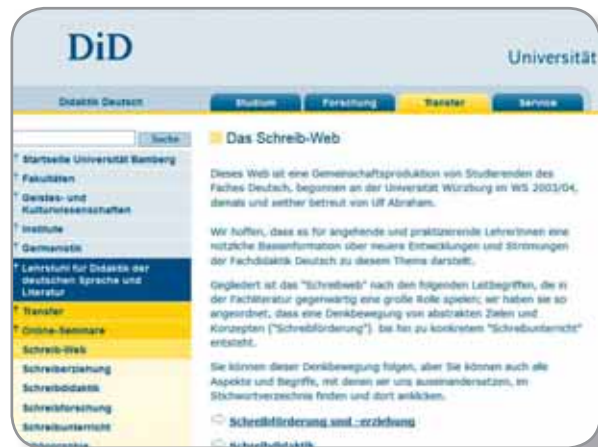 DiD
Universität
Didaktik Deutsch
Studium
Forschung
Transfer
Service
Suche
Startseite Universität Bamberg
Fakultäten
Geistes- und
Kulturwissenschaften
Institute
Germanistik
Lehrstuhl für Didaktik der
deutschen Sprache und
Literatur
Transfer
Online-Seminare
Schreib-Web
Schreiberziehung
Schreibdidaktik
Schreibforschung
Schreibunterricht
Das Schreib-Web
Dieses Web ist eine Gemeinschaftsproduktion von Studierenden des
Faches Deutsch, begonnen an der Universität Würzburg im WS 2003/04,
damals und seither betreut von Ulf Abraham.
Wir hoffen, dass es für angehende und praktizierende LehrerInnen eine
nützliche Basisinformation über neuere Entwicklungen und Strömungen
der Fachdidaktik Deutsch zu diesem Thema darstellt.
Gegliedert ist das "Schreibweb" nach den folgenden Leitbegriffen, die in
der Fachliteratur gegenwärtig eine große Rolle spielen; wir haben sie so
angeordnet, dass eine Denkbewegung von abstrakten Zielen und
Konzepten ("Schreibförderung") bis hin zu konkretem "Schreibunterricht"
entsteht.
Sie können dieser Denkbewegung folgen, aber Sie können auch alle
Aspekte und Begriffe, mit denen wir uns auseinandersetzen, im
Stichwortverzeichnis finden und dort anklicken.
Schreibförderung und -erziehung
Schreibdidaktik